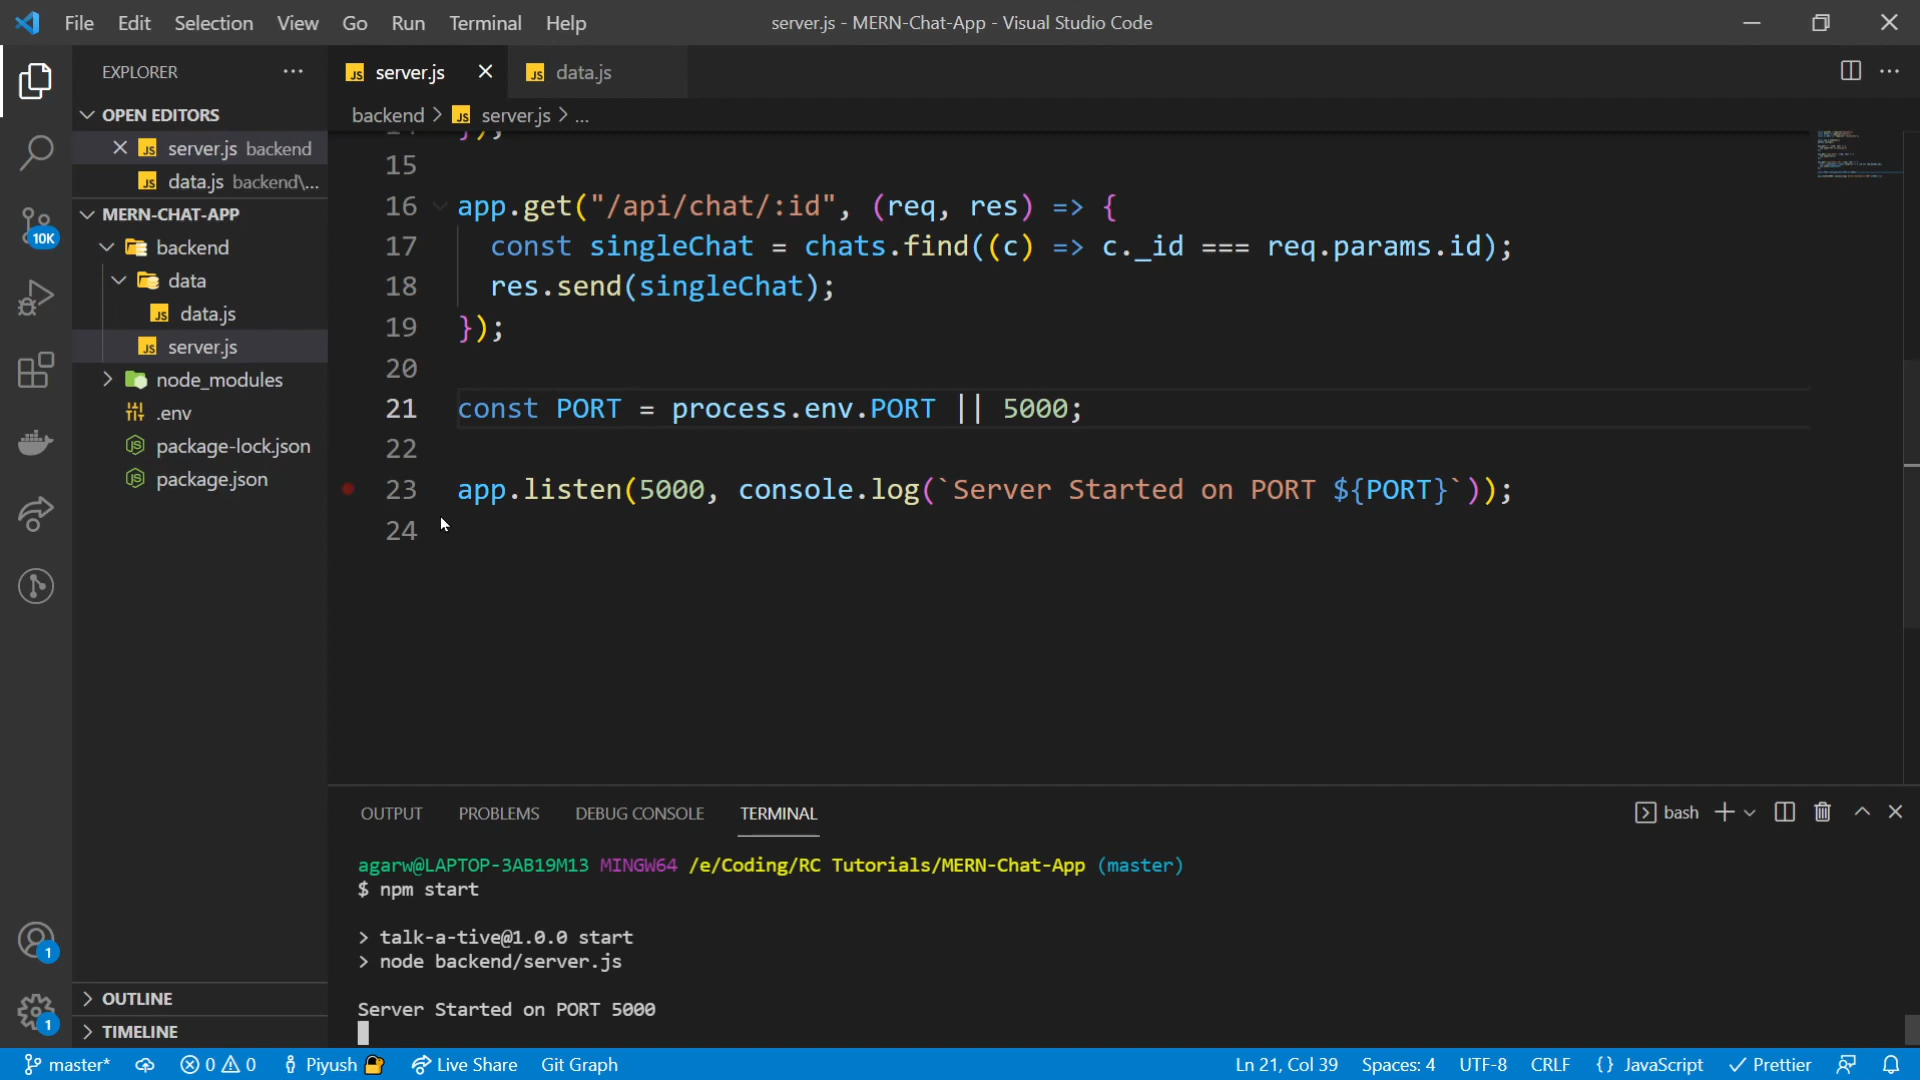 File Edit Selection View Go Run Terminal Help
server.js - MERN-Chat-App - Visual Studio Code
EXPLORER
server.js
data.js
OPEN EDITORS
backend > server.js > ...
server.js backend
data.js backend\...
MERN-CHAT-APP
backend
data
data.js
server.js
node_modules
.env
package-lock.json
package.json
OUTLINE
TIMELINE
10K
1
1
14 });
15
16 app.get("/api/chat/:id", (req, res) => {
17 const singleChat = chats.find((c) => c._id === req.params.id);
18 res.send(singleChat);
19 });
20
21 const PORT = process.env.PORT || 5000;
22
23 app.listen(5000, console.log(`Server Started on PORT ${PORT}`));
24
OUTPUT PROBLEMS DEBUG CONSOLE TERMINAL
bash
agarw@LAPTOP-3AB19M13 MINGW64 /e/Coding/RC Tutorials/MERN-Chat-App (master)
$ npm start
> talk-a-tive@1.0.0 start
> node backend/server.js
Server Started on PORT 5000
master* 0 0 Piyush Live Share Git Graph Ln 21, Col 39 Spaces: 4 UTF-8 CRLF {} JavaScript Prettier